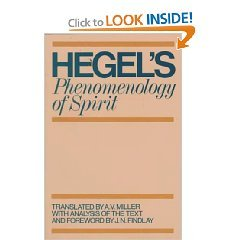 Click to LOOK INSIDE!
HEGEL'S
Phenomenology
of Spirit
TRANSLATED BY A.V. MILLER
WITH ANALYSIS OF THE TEXT
AND FOREWORD BY J. N. FINDLAY